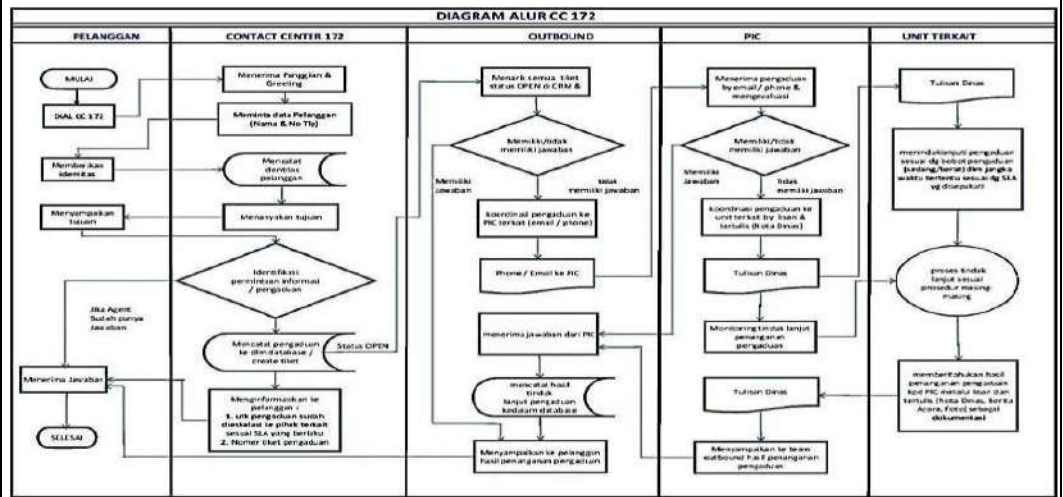 DIAGRAM ALUR CC 172
PELANGGAN
CONTACT CENTER 172
OUTBOUND
PIC
UNIT TERKAIT
MULAI
DIAL CC 172
Memberikan
identitas
Menyampaikan
tujuan
Jika Agent
Sudah punya
Jawaban
Menerima Jawaban
SELESAI
Menerima Panggilan &
Greeting
Meminta data Pelanggan
(Nama & No Tlp)
Mencatat
pelanggan
Menanyakan tujuan
Identifikasi
permintaan informasi
/ pengaduan
Mencatat pengaduan
ke dlm database /
create tiket
Status OPEN
Menginformasikan ke
pelanggan :
1. utk pengaduan sudah
dieskalasi ke pihak terkait
sesuai SLA yang berlaku
2. Nomer tiket pengaduan
Menarik semua tiket
status OPEN di CRM &
Memiliki/tidak
memiliki jawaban
Memiliki
jawaban
tidak
memiliki jawaban
koordinasi pengaduan ke
PIC terkait (email / phone)
Phone / Email ke PIC
menerima jawaban dari PIC
mencatat hasil
tindak
lanjut pengaduan
kedalam database
Menyampaikan ke pelanggan
hasil penanganan pengaduan
Menerima pengaduan
by email/ phone &
mengevaluasi
Memiliki/tidak
memiliki jawaban
Memiliki
jawaban
tidak
memiliki jawaban
koordinasi pengaduan ke
unit terkait by lisan &
tertulis (Nota Dinas)
Tulisan Dinas
Monitoring tindak lanjut
penanganan
pengaduan
Tulisan Dinas
Menyampaikan ke team
outbound hasil penanganan
pengaduan
Tulisan Dinas
menindaklanjuti pengaduan
sesuai dg bobot pengaduan
(sedang/berat) dlm jangka
waktu tertentu sesuai dg SLA
yg disepakati
proses tindak
lanjut sesuai
prosedur masing-
masing
memberitahukan hasil
penanganan pengaduan
kpd PIC melalui lisan dan
tertulis (Nota Dinas, Berita
Acara, Foto) sebagai
dokumentasi